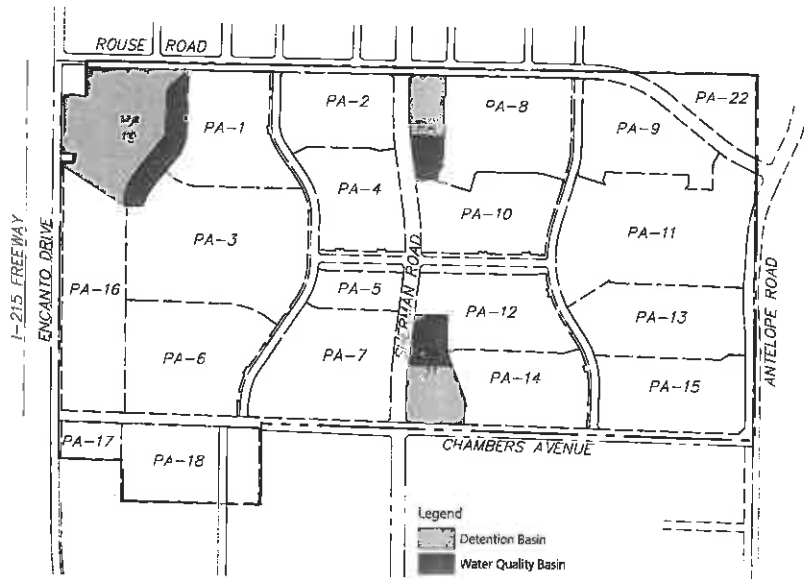 ROUSE ROAD
PA-22
PA-2
PA-8
PA-1
PA-9
PA-4
PA-10
PA-3
PA-11
I-215 FREEWAY
ENCANTO DRIVE
PA-16
PA-5
SHERMAN ROAD
PA-12
PA-13
ANTELOPE ROAD
PA-6
PA-7
PA-14
PA-15
PA-17
CHAMBERS AVENUE
PA-18
Legend
Detention Basin
Water Quality Basin